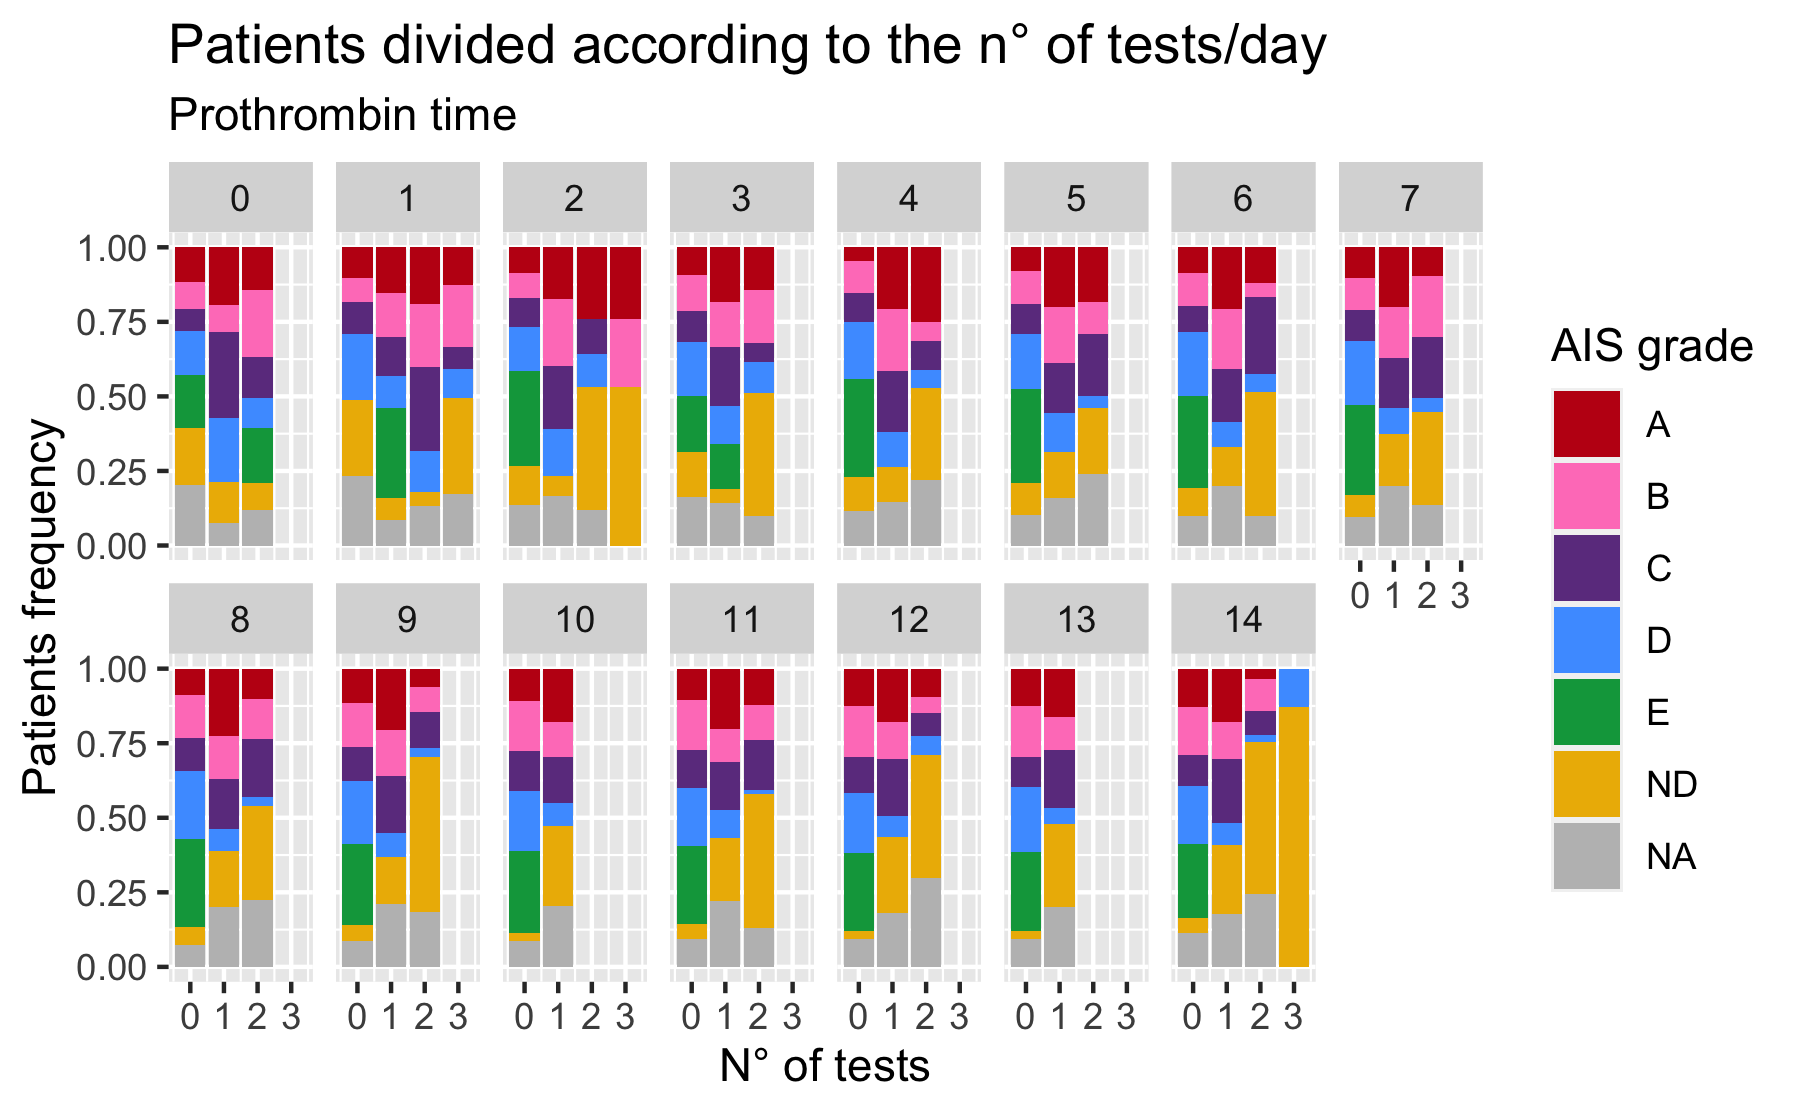 Patients divided according to the n° of tests/day
Prothrombin time
0 1 2 3 4 5 6 7
1.00
0.75
0.50
0.25
0.00
0 1 2 3
8 9 10 11 12 13 14
1.00
0.75
0.50
0.25
0.00
0 1 2 3 0 1 2 3 0 1 2 3 0 1 2 3 0 1 2 3 0 1 2 3 0 1 2 3
N° of tests
Patients frequency
AIS grade
A
B
C
D
E
ND
NA